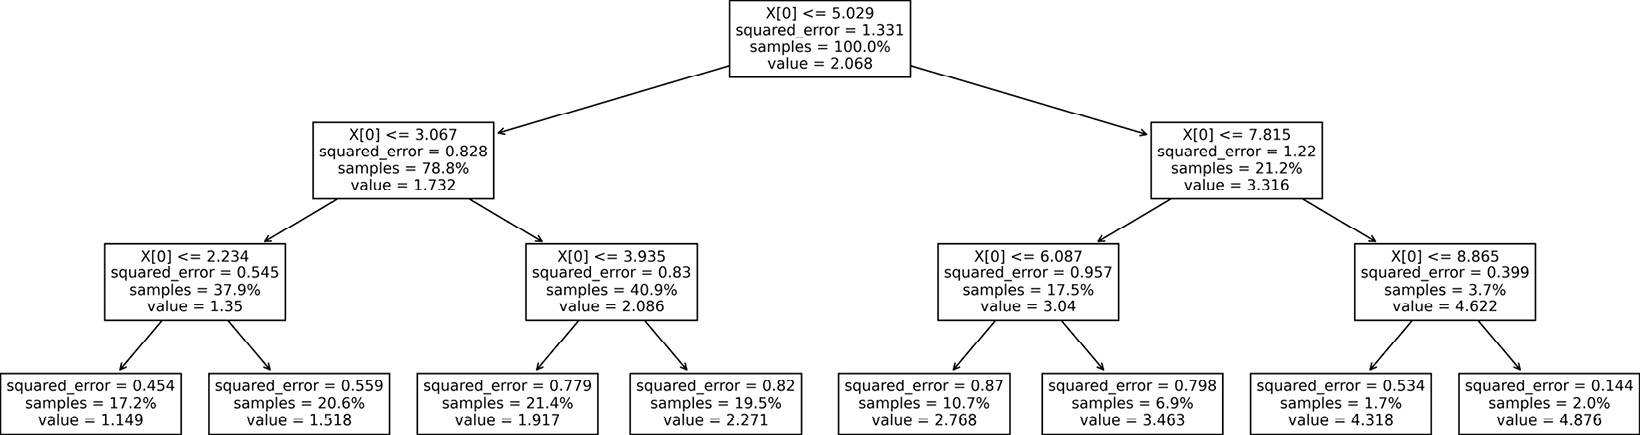 X[0] <= 5.029
squared_error = 1.331
samples = 100.0%
value = 2.068
X[0] <= 3.067
squared_error = 0.828
samples = 78.8%
value = 1.732
X[0] <= 7.815
squared_error = 1.22
samples = 21.2%
value = 3.316
X[0] <= 2.234
squared_error = 0.545
samples = 37.9%
value = 1.35
X[0] <= 3.935
squared_error = 0.83
samples = 40.9%
value = 2.086
X[0] <= 6.087
squared_error = 0.957
samples = 17.5%
value = 3.04
X[0] <= 8.865
squared_error = 0.399
samples = 3.7%
value = 4.622
squared_error = 0.454
samples = 17.2%
value = 1.149
squared_error = 0.559
samples = 20.6%
value = 1.518
squared_error = 0.779
samples = 21.4%
value = 1.917
squared_error = 0.82
samples = 19.5%
value = 2.271
squared_error = 0.87
samples = 10.7%
value = 2.768
squared_error = 0.798
samples = 6.9%
value = 3.463
squared_error = 0.534
samples = 1.7%
value = 4.318
squared_error = 0.144
samples = 2.0%
value = 4.876